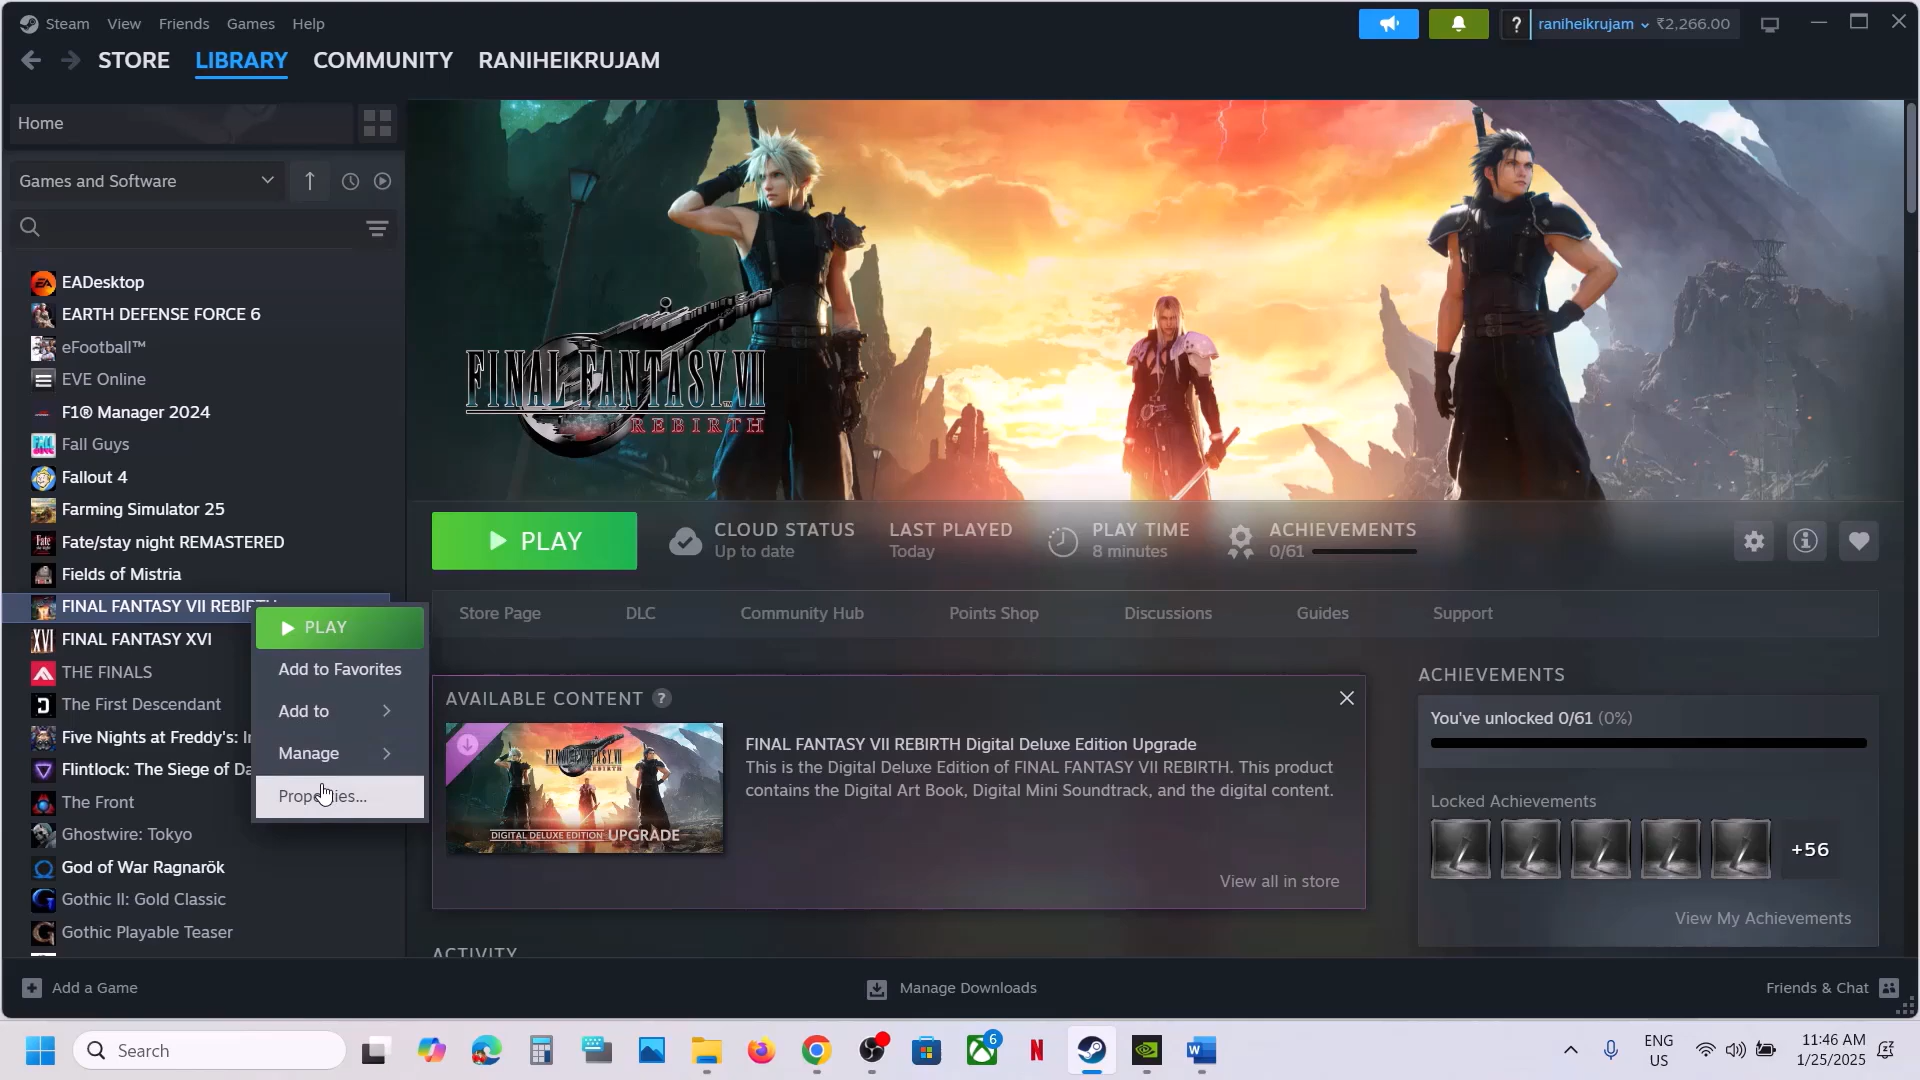 Steam View Friends Games Help
? raniheikrujam ₹2,266.00
STORE LIBRARY COMMUNITY RANIHEIKRUJAM
Home
Games and Software
EADesktop
EARTH DEFENSE FORCE 6
eFootball™
EVE Online
F1® Manager 2024
Fall Guys
Fallout 4
Farming Simulator 25
Fate/stay night REMASTERED
Fields of Mistria
FINAL FANTASY VII REBIRTH
FINAL FANTASY XVI
THE FINALS
The First Descendant
Five Nights at Freddy's:
Flintlock: The Siege of
The Front
Ghostwire: Tokyo
God of War Ragnarök
Gothic II: Gold Classic
Gothic Playable Teaser
PLAY
Add to Favorites
Add to
Manage
Properties...
FINAL FANTASY VII
REBIRTH
PLAY
CLOUD STATUS
Up to date
LAST PLAYED
Today
PLAY TIME
8 minutes
ACHIEVEMENTS
0/61
Store Page DLC Community Hub Points Shop Discussions Guides Support
AVAILABLE CONTENT ?
DIGITAL DELUXE EDITION UPGRADE
FINAL FANTASY VII REBIRTH Digital Deluxe Edition Upgrade
This is the Digital Deluxe Edition of FINAL FANTASY VII REBIRTH. This product
contains the Digital Art Book, Digital Mini Soundtrack, and the digital content.
View all in store
ACTIVITY
ACHIEVEMENTS
You've unlocked 0/61 (0%)
Locked Achievements
+56
View My Achievements
Add a Game
Manage Downloads
Friends & Chat
Search
6
ENG
US
11:46 AM
1/25/2025